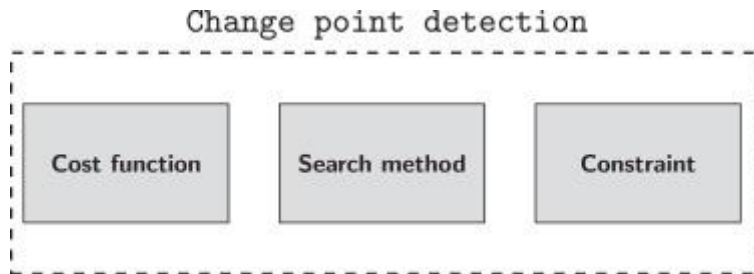 Change point detection
Cost function
Search method
Constraint